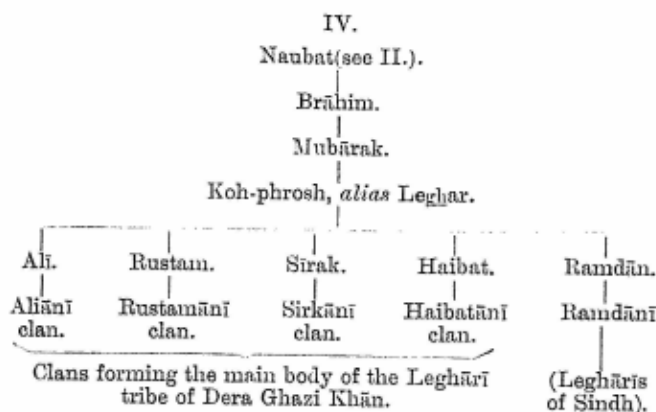 IV.
Naubat(see II.).
Brāhim.
Mubārak.
Koh-phrosh, alias Leghar.
Alī. Rustam. Sīrak. Haibat. Ramdān.
Aliānī Rustamānī Sirkānī Haibatānī Ramdānī
clan. clan. clan. clan.
Clans forming the main body of the Leghārī (Leghārīs
tribe of Dera Ghazi Khān. of Sindh).